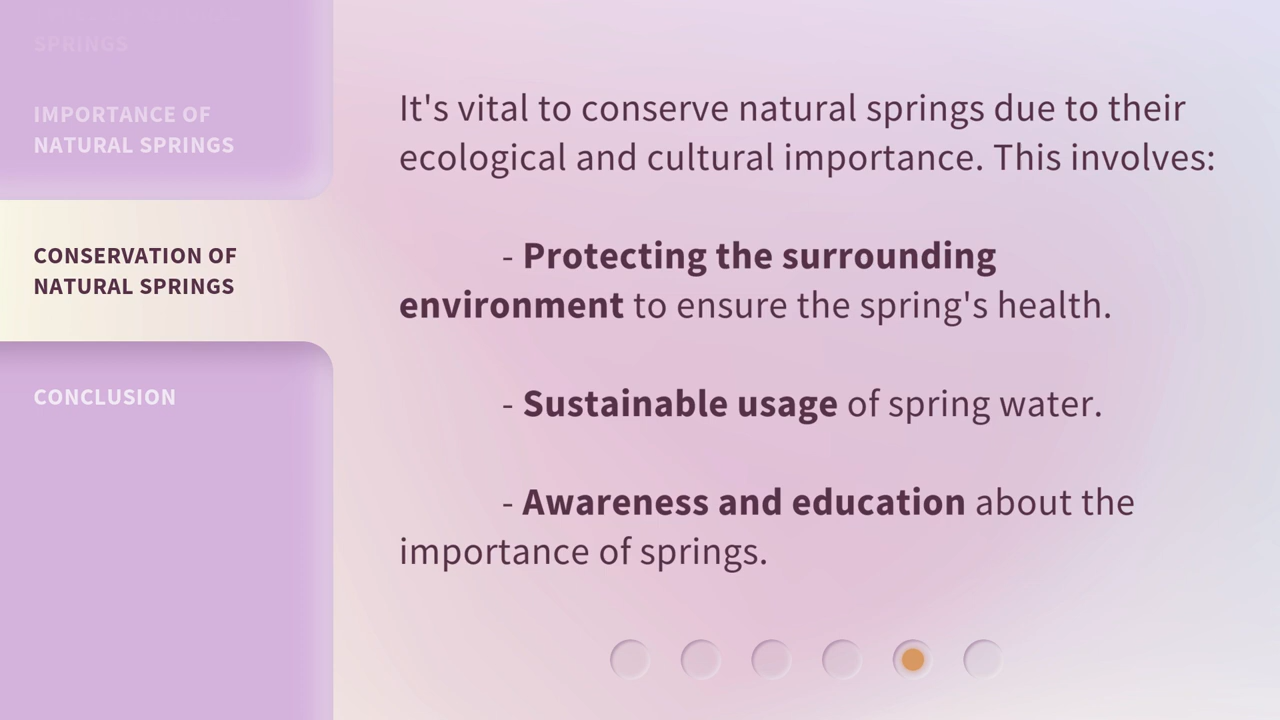 SPRINGS
IMPORTANCE OF
NATURAL SPRINGS
CONSERVATION OF
NATURAL SPRINGS
CONCLUSION
It's vital to conserve natural springs due to their
ecological and cultural importance. This involves:
- Protecting the surrounding
environment to ensure the spring's health.
- Sustainable usage of spring water.
- Awareness and education about the
importance of springs.